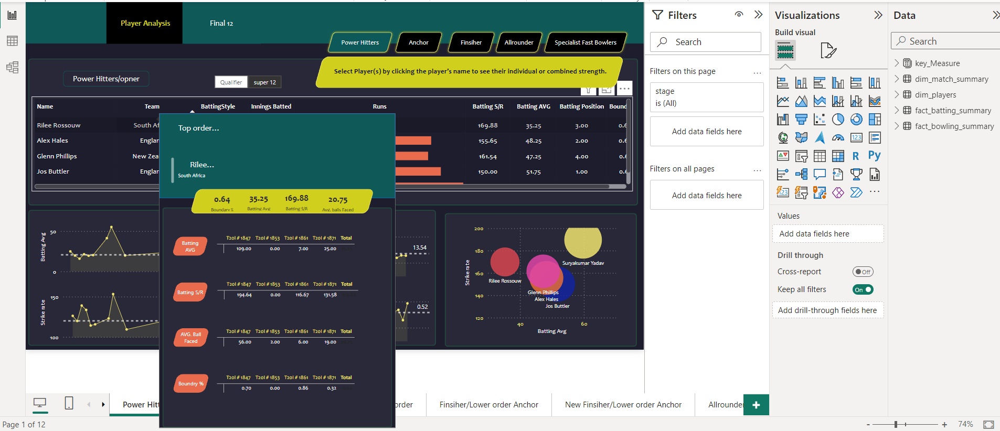 Player Analysis
Final 12
Power Hitters
Anchor
Finsiher
Allrounder
Specialist Fast Bowlers
Select Player(s) by clicking the player's name to see their individual or combined strength.
Power Hitters/opner
Qualifier
super 12
Name Team BattingStyle Innings Batted Runs Batting S/R Batting AVG Batting Position Bound
Rilee Rossouw South Af 169.88 35.25 3.00 0.6
Alex Hales Englan 155.65 48.25 2.00 0.6
Glenn Phillips New Zea 161.54 47.25 4.00 0.6
Jos Buttler Englan 150.00 51.75 1.00 0.6
Top order...
Rilee...
South Africa
0.64 35.25 169.88 20.75
Boundary % Batting Avg Batting S/R Avg. balls Faced
Batting
AVG
T20I # 1847 T20I # 1853 T20I # 1861 T20I # 1871 Total
109.00 0.00 7.00 25.00
Batting S/R
T20I # 1847 T20I # 1853 T20I # 1861 T20I # 1871 Total
194.64 0.00 116.67 131.58
AVG. Ball
Faced
T20I # 1847 T20I # 1853 T20I # 1861 T20I # 1871 Total
56.00 2.00 6.00 19.00
Boundry %
T20I # 1847 T20I # 1853 T20I # 1861 T20I # 1871 Total
0.70 0.00 0.86 0.32
Batting Avg
50
0
13.54
Strike rate
150
100
0.52
Strike rate
200
180
160
140
120
40
60
Batting Avg
Suryakumar Yadav
Rilee Rossouw
Glenn Phillips
Alex Hales
Jos Buttler
Power Hitt
order
Finsiher/Lower order Anchor
New Finsiher/Lower order Anchor
Allrounder
+
Page 1 of 12
- + 74%
Filters
Search
Filters on this page ...
stage
is (All)
Add data fields here
Filters on all pages ...
Add data fields here
Visualizations
Build visual
123
R
Py
123
...
Values
Add data fields here
Drill through
Cross-report Off
Keep all filters On
Add drill-through fields here
Data
Search
key_Measure
dim_match_summary
dim_players
fact_batting_summary
fact_bowling_summary